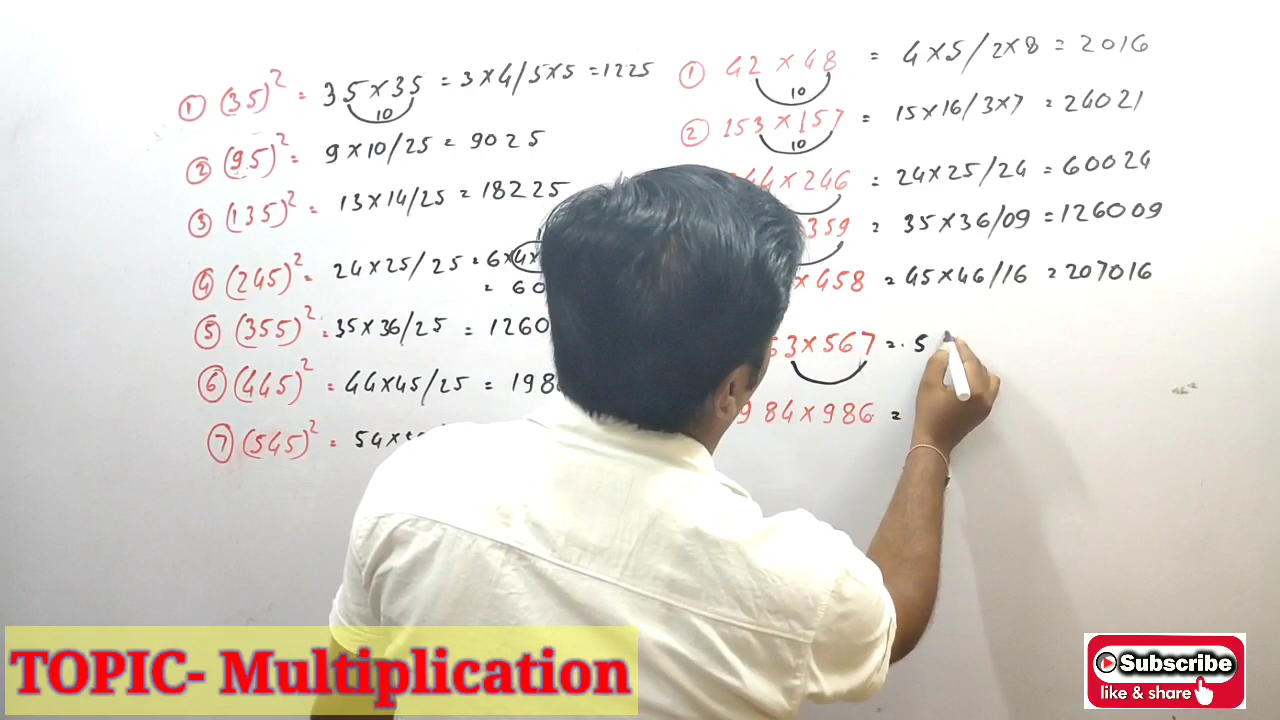 ① (35)² = 35×35 = 3×4/5×5 = 1225
10
② (95)² = 9×10/25 = 9025
③ (135)² = 13×14/25 = 18225
④ (245)² = 24×25/25 = 6×4×
= 60
⑤ (355)² = 35×36/25 = 1260
⑥ (445)² = 44×45/25 = 198
⑦ (545)² = 54×
① 42×48 = 4×5/2×8 = 2016
10
② 153×157 = 15×16/3×7 = 24021
10
44×246 = 24×25/24 = 60024
359 = 35×36/09 = 126009
×458 = 45×46/16 = 207016
63×567 = 5
984×986 =
TOPIC- Multiplication
Subscribe
like & share